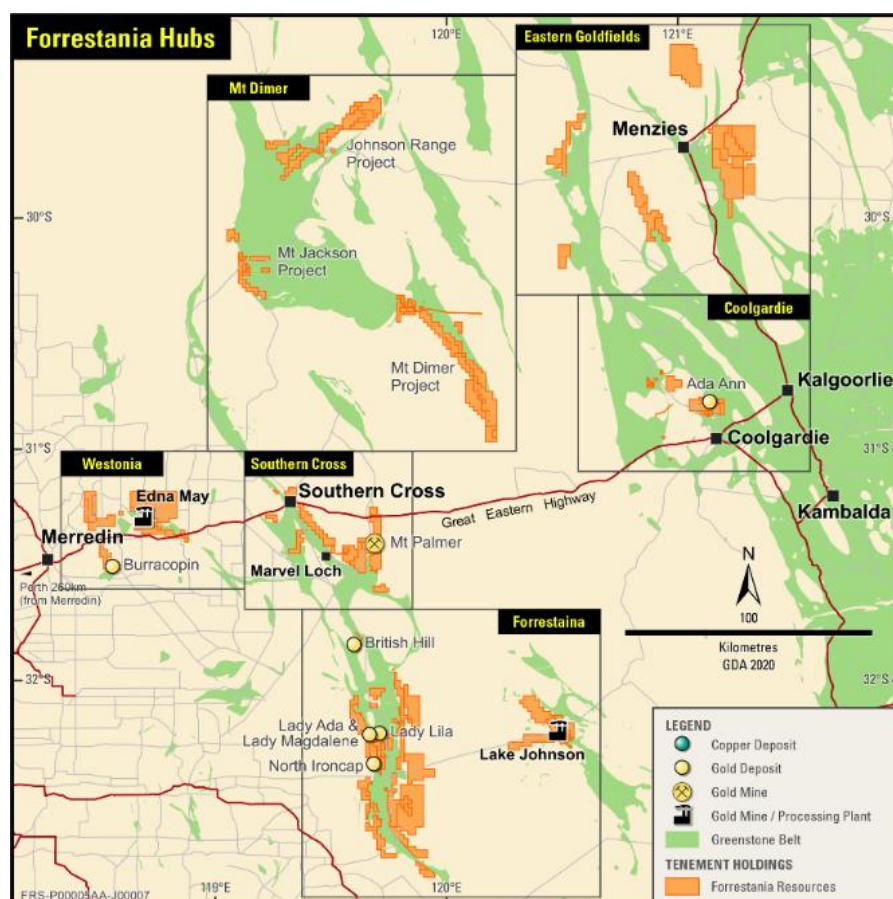 Forrestania Hubs
120°E
121°E
Eastern Goldfields
Mt Dimer
Johnson Range
Project
Menzies
30°S
30°S
Mt Jackson
Project
Coolgardie
Mt Dimer
Project
Ada Ann
Kalgoorlie
31°S
Coolgardie
31°S
Westonia
Southern Cross
Edna May
Southern Cross
Great Eastern Highway
Kambalda
Merredin
Mt Palmer
Burracopin
Marvel Loch
Perth 260km
(from Merredin)
N
100
Kilometres
GDA 2020
British Hill
Forrestaina
32°S
32°S
Lady Ada &
Lady Magdalene
Lady Lila
North Ironcap
Lake Johnson
LEGEND
Copper Deposit
Gold Deposit
Gold Mine
Gold Mine / Processing Plant
Greenstone Belt
TENEMENT HOLDINGS
Forrestania Resources
119°E
120°E
FRS-P00005AA-J00007